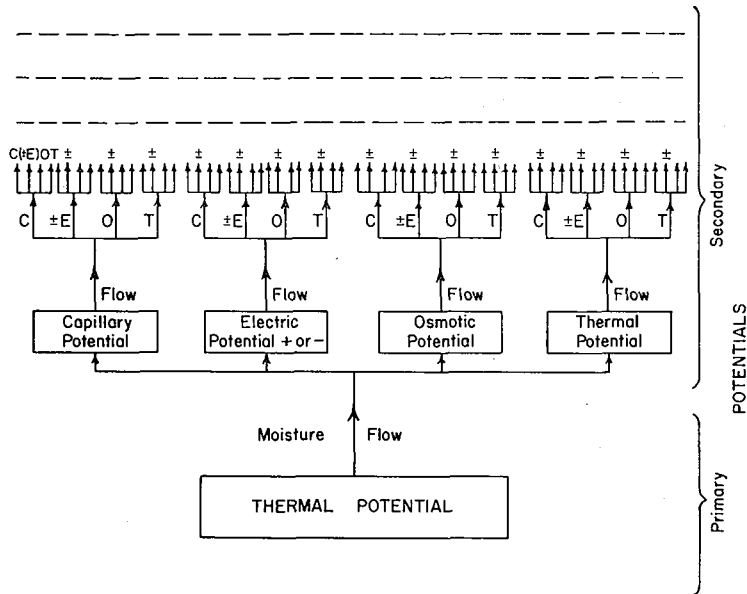 C(±E)OT ± ± ± ± ± ± ± ± ± ± ± ± ± ± ±
C ±E O T C ±E O T C ±E O T C ±E O T
Flow Flow Flow Flow
Capillary
Potential
Electric
Potential + or -
Osmotic
Potential
Thermal
Potential
Moisture Flow
THERMAL POTENTIAL
Secondary
Primary
POTENTIALS